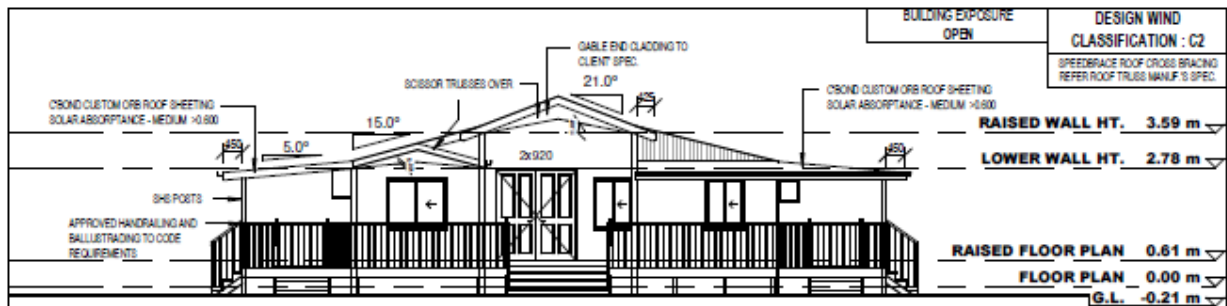 BUILDING EXPOSURE
OPEN
DESIGN WIND
CLASSIFICATION : C2
SPEEDBRACE ROOF CROSS BRACING
REFER ROOF TRUSS MANUF.'S SPEC.
GABLE END CLADDING TO
CLIENT SPEC.
SCISSOR TRUSSES OVER
21.0°
C'BOND CUSTOM ORB ROOF SHEETING
SOLAR ABSORPTANCE - MEDIUM >0.600
425
C'BOND CUSTOM ORB ROOF SHEETING
SOLAR ABSORPTANCE - MEDIUM >0.600
15.0°
RAISED WALL HT. 3.59 m
450
5.0°
2x920
450
LOWER WALL HT. 2.78 m
SHS POSTS
APPROVED HANDRAILING AND
BALLUSTRADING TO CODE
REQUIREMENTS
RAISED FLOOR PLAN 0.61 m
FLOOR PLAN 0.00 m
G.L. -0.21 m